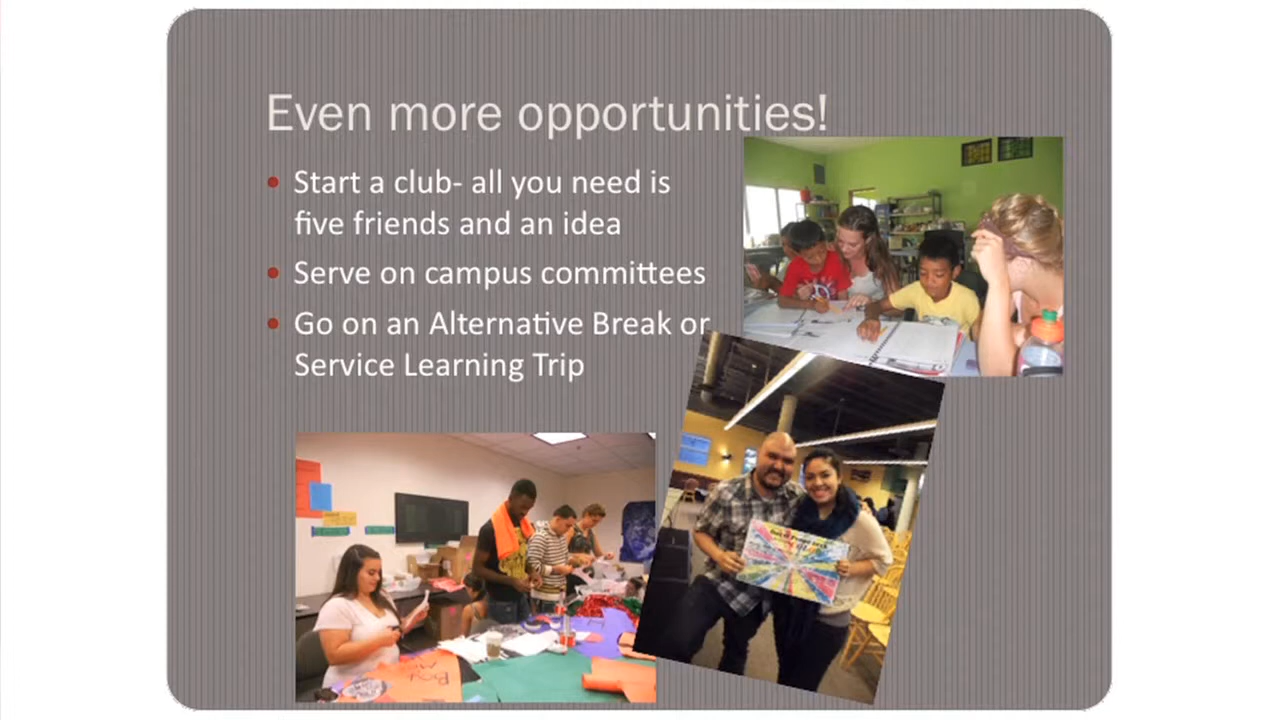 Even more opportunities!
• Start a club- all you need is
five friends and an idea
• Serve on campus committees
• Go on an Alternative Break or
Service Learning Trip